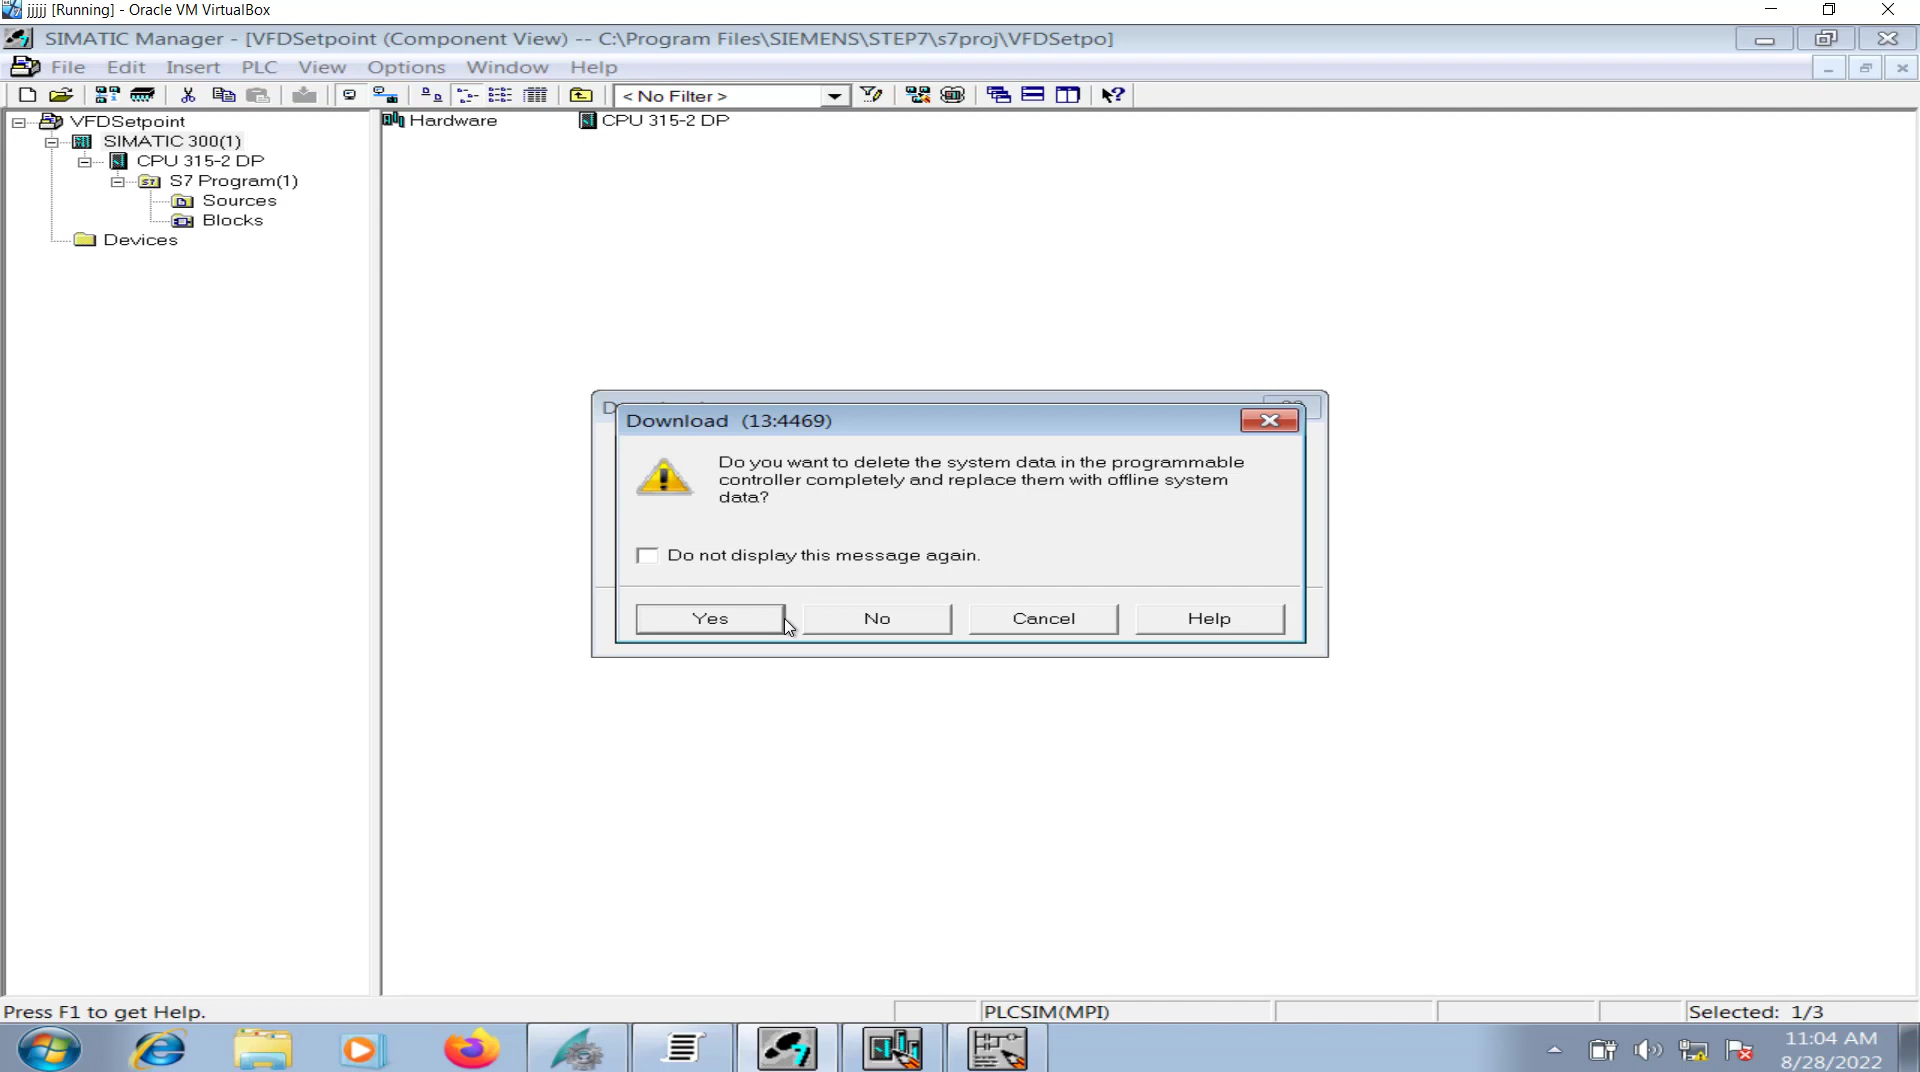 jjjjj [Running] - Oracle VM VirtualBox
SIMATIC Manager - [VFDSetpoint (Component View) -- C:\Program Files\SIEMENS\STEP7\s7proj\VFDSetpo]
File Edit Insert PLC View Options Window Help
< No Filter >
VFDSetpoint
SIMATIC 300(1)
CPU 315-2 DP
S7 Program(1)
Sources
Blocks
Devices
Hardware
CPU 315-2 DP
Download (13:4469)
Do you want to delete the system data in the programmable
controller completely and replace them with offline system
data?
Do not display this message again.
Yes No Cancel Help
Press F1 to get Help.
PLCSIM(MPI)
Selected: 1/3
11:04 AM
8/28/2022